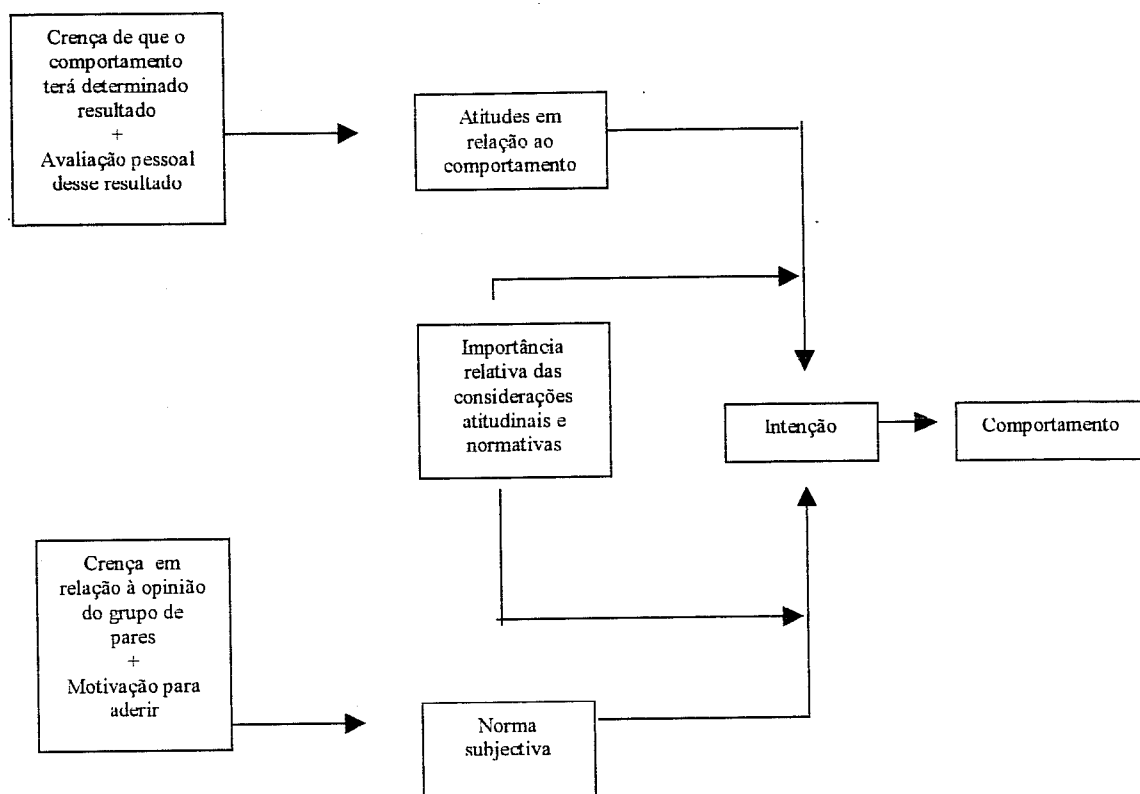 Crença de que o
comportamento
terá determinado
resultado
+
Avaliação pessoal
desse resultado
Atitudes em
relação ao
comportamento
Importância
relativa das
considerações
atitudinais e
normativas
Intenção
Comportamento
Crença em
relação à opinião
do grupo de
pares
+
Motivação para
aderir
Norma
subjectiva